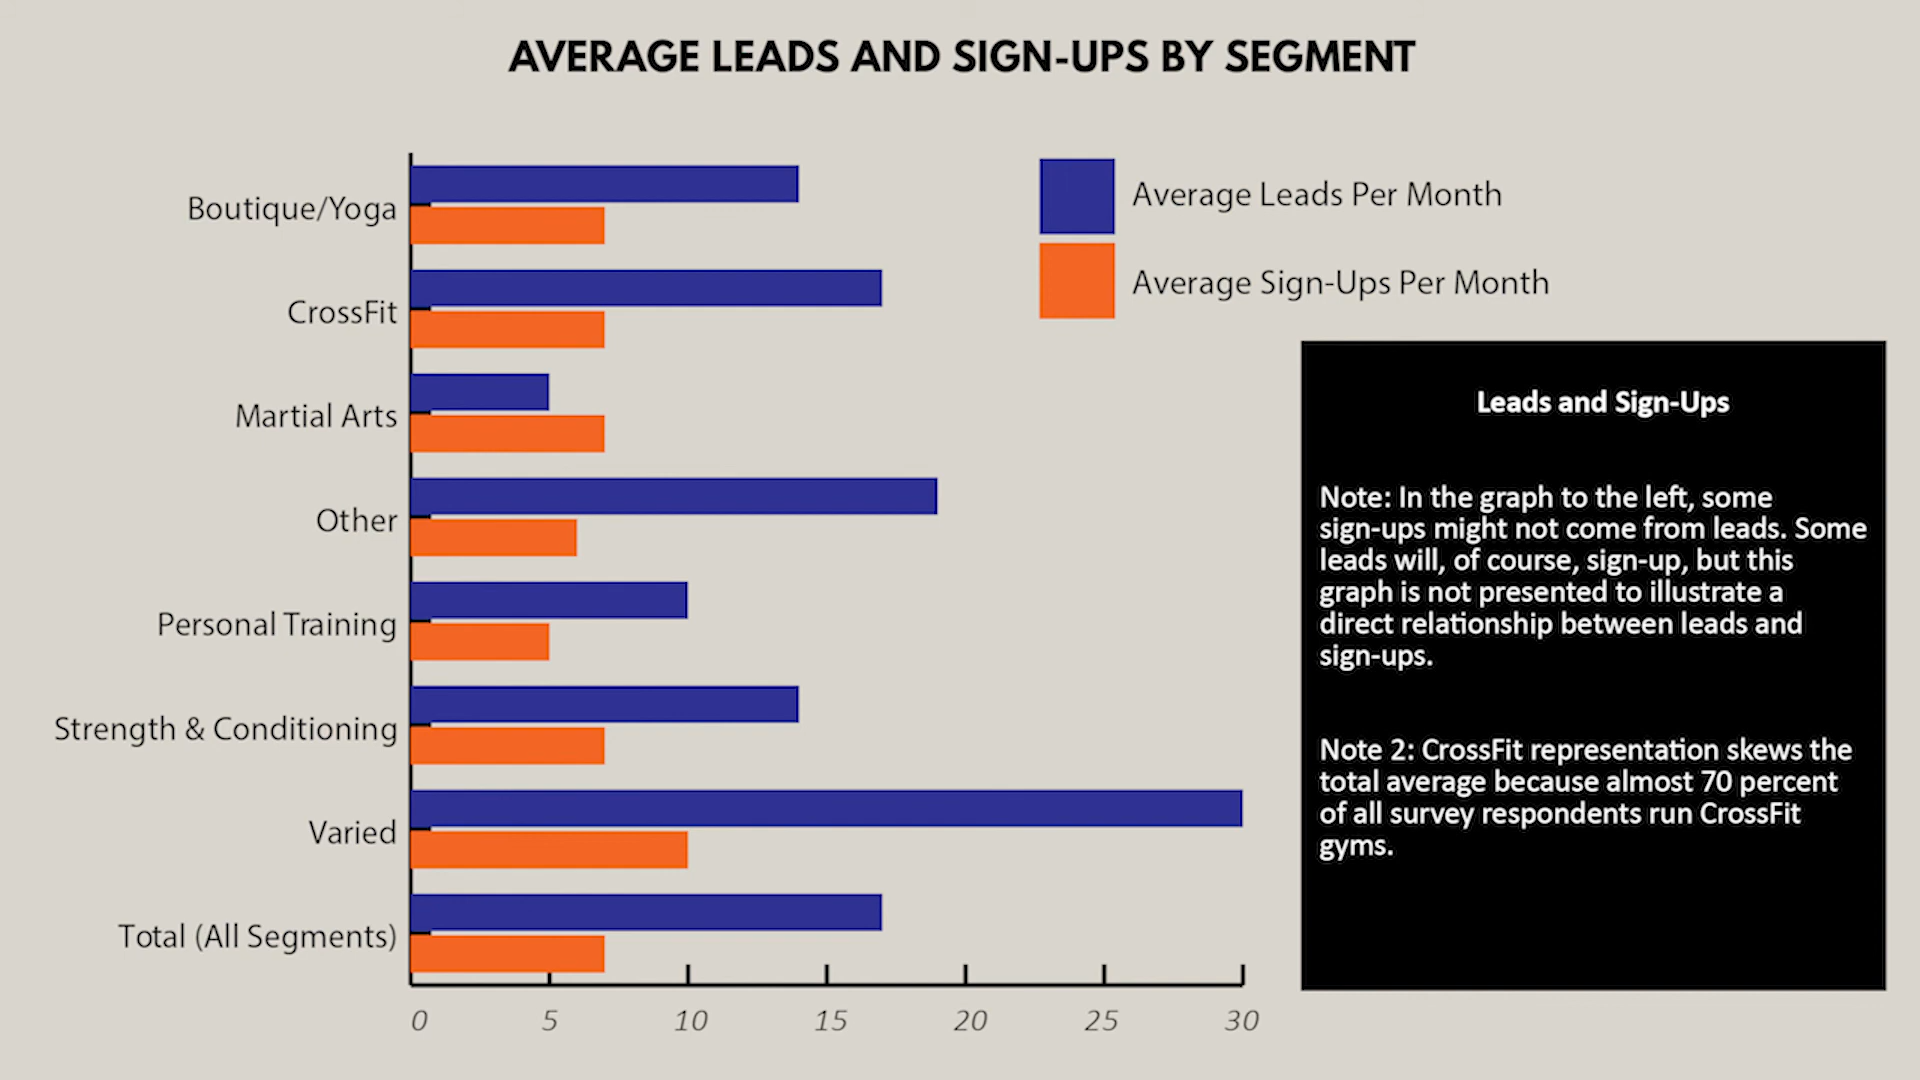 AVERAGE LEADS AND SIGN-UPS BY SEGMENT
Average Leads Per Month
Average Sign-Ups Per Month
Boutique/Yoga
CrossFit
Martial Arts
Other
Personal Training
Strength & Conditioning
Varied
Total (All Segments)
0 5 10 15 20 25 30
Leads and Sign-Ups
Note: In the graph to the left, some
sign-ups might not come from leads. Some
leads will, of course, sign-up, but this
graph is not presented to illustrate a
direct relationship between leads and
sign-ups.
Note 2: CrossFit representation skews the
total average because almost 70 percent
of all survey respondents run CrossFit
gyms.